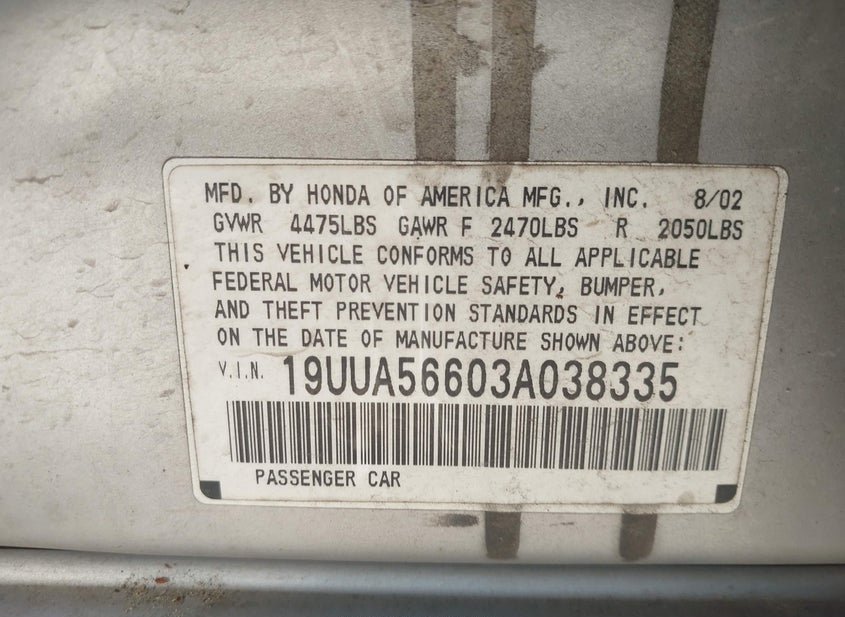 MFD. BY HONDA OF AMERICA MFG., INC. 8/02
GVWR 4475LBS GAWR F 2470LBS R 2050LBS
THIS VEHICLE CONFORMS TO ALL APPLICABLE
FEDERAL MOTOR VEHICLE SAFETY, BUMPER,
AND THEFT PREVENTION STANDARDS IN EFFECT
ON THE DATE OF MANUFACTURE SHOWN ABOVE:
V.I.N. 19UUA56603A038335
PASSENGER CAR